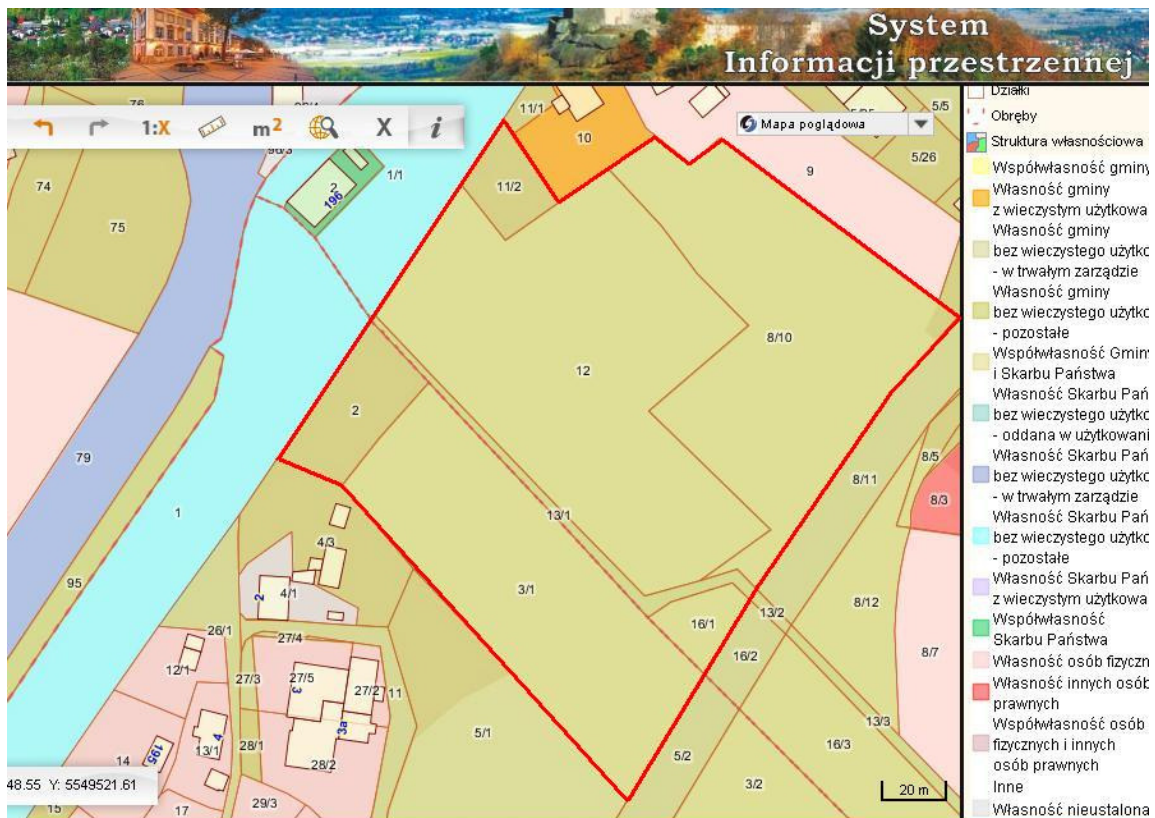 System
Informacji przestrzennej
1:X
m²
X
i
Mapa poglądowa
Działki
Obręby
Struktura własnościowa
Współwłasność gminy
Własność gminy
z wieczystym użytkowa
Własność gminy
bez wieczystego użytko
- w trwałym zarządzie
Własność gminy
bez wieczystego użytko
- pozostałe
Współwłasność Gminy
i Skarbu Państwa
Własność Skarbu Pań
bez wieczystego użytko
- oddana w użytkowani
Własność Skarbu Pań
bez wieczystego użytko
- w trwałym zarządzie
Własność Skarbu Pań
bez wieczystego użytko
- pozostałe
Własność Skarbu Pań
z wieczystym użytkowa
Współwłasność
Skarbu Państwa
Własność osób fizyczn
Własność innych osób
prawnych
Współwłasność osób
fizycznych i innych
osób prawnych
Inne
Własność nieustalona
76
11/1
10
5/5
5/26
9
96/3
1/1
2
196
11/2
74
75
8/10
12
2
79
8/5
8/3
8/11
1
13/1
4/3
95
3/1
4/1
2
8/12
13/2
16/1
16/2
8/7
26/1
27/4
12/1
27/3
27/5
3
27/2
11
13/3
4
3a
5/1
16/3
14
195
13/1
28/1
28/2
5/2
3/2
48.55 Y: 5549521.61
20 m
15
17
29/3